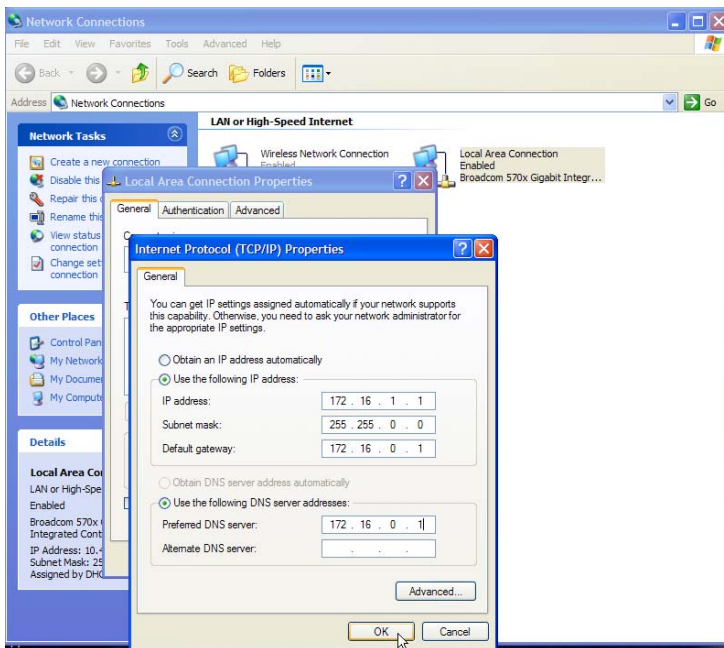 Network Connections
File Edit View Favorites Tools Advanced Help
Back Search Folders
Address Network Connections Go
Network Tasks
Create a new connection
Disable this
Repair this
Rename this
View status
connection
Change set
connection
Other Places
Control Pan
My Network
My Docume
My Compute
Details
Local Area Co
LAN or High-Spe
Enabled
Broadcom 570x
Integrated Cont
IP Address: 10.
Subnet Mask: 25
Assigned by DHC
LAN or High-Speed Internet
Wireless Network Connection
Enabled
Local Area Connection
Enabled
Broadcom 570x Gigabit Integr...
Local Area Connection Properties
General Authentication Advanced
Internet Protocol (TCP/IP) Properties
General
You can get IP settings assigned automatically if your network supports
this capability. Otherwise, you need to ask your network administrator for
the appropriate IP settings.
Obtain an IP address automatically
Use the following IP address:
IP address: 172 . 16 . 1 . 1
Subnet mask: 255 . 255 . 0 . 0
Default gateway: 172 . 16 . 0 . 1
Obtain DNS server address automatically
Use the following DNS server addresses:
Preferred DNS server: 172 . 16 . 0 . 1
Alternate DNS server: . . .
Advanced...
OK Cancel